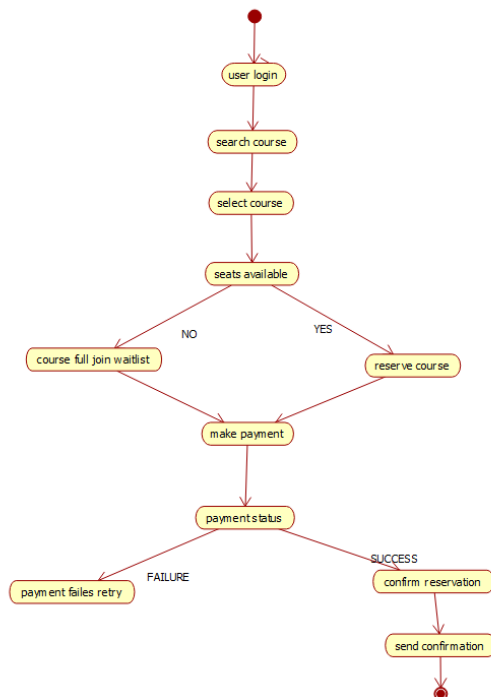 user login
search course
select course
seats available
NO
YES
course full join waitlist
reserve course
make payment
payment status
SUCCESS
FAILURE
confirm reservation
payment failes retry
send confirmation